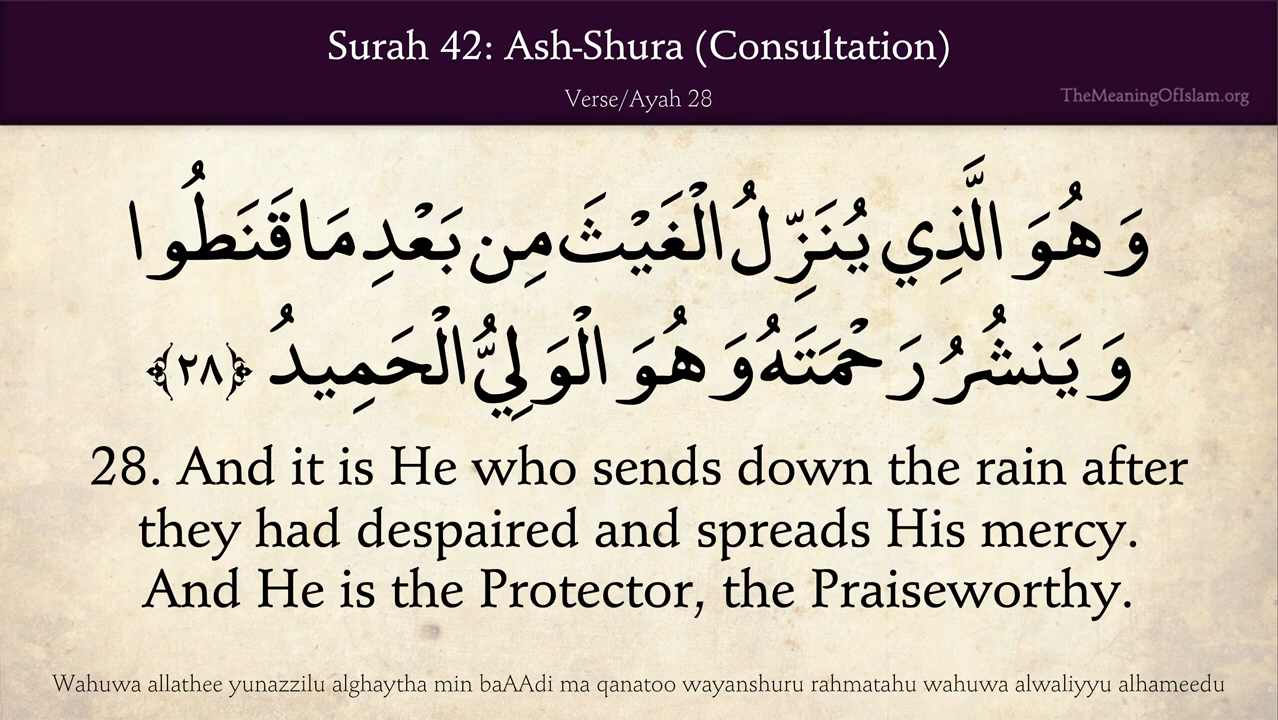 Surah 42: Ash-Shura (Consultation)
Verse/Ayah 28
TheMeaningOfIslam.org
وَهُوَ الَّذِي يُنَزِّلُ الْغَيْثَ مِن بَعْدِ مَا قَنَطُوا
وَيَنشُرُ رَحْمَتَهُ وَهُوَ الْوَلِيُّ الْحَمِيدُ ﴿٢٨﴾
28. And it is He who sends down the rain after
they had despaired and spreads His mercy.
And He is the Protector, the Praiseworthy.
Wahuwa allathee yunazzilu alghaytha min baAAdi ma qanatoo wayanshuru rahmatahu wahuwa alwaliyyu alhameedu